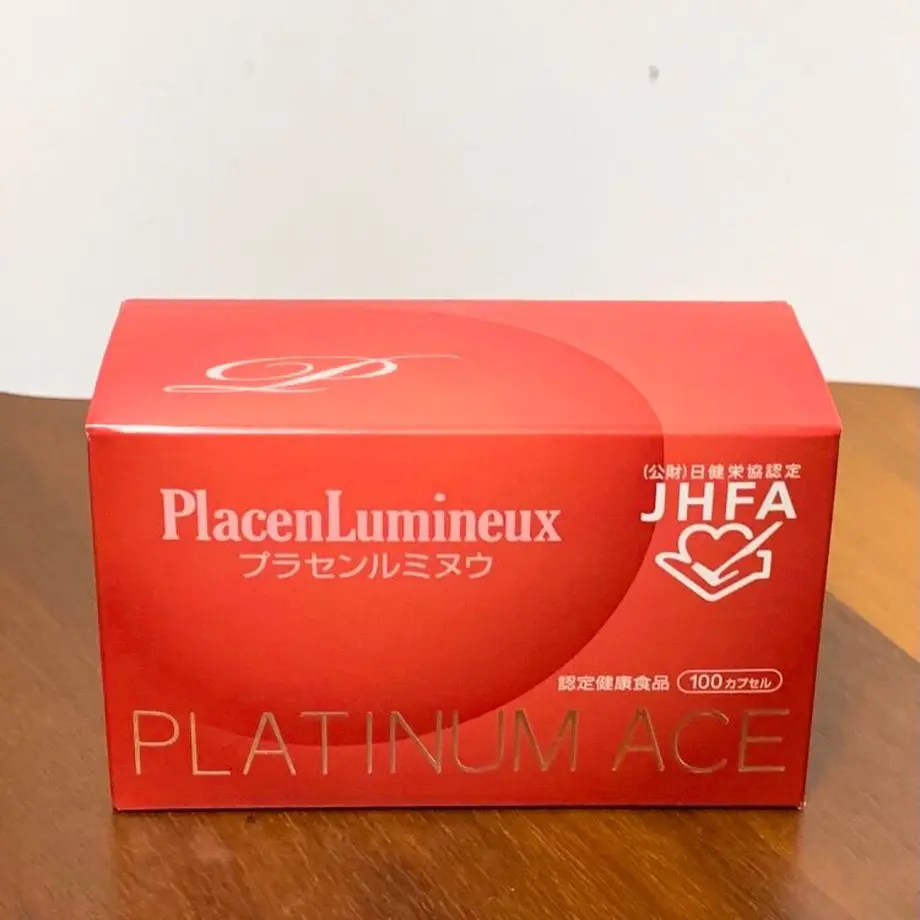 P
PlacenLumineux
プラセンルミヌウ
(公財)日健栄協認定
JHFA
認定健康食品 100カプセル
PLATINUM ACE